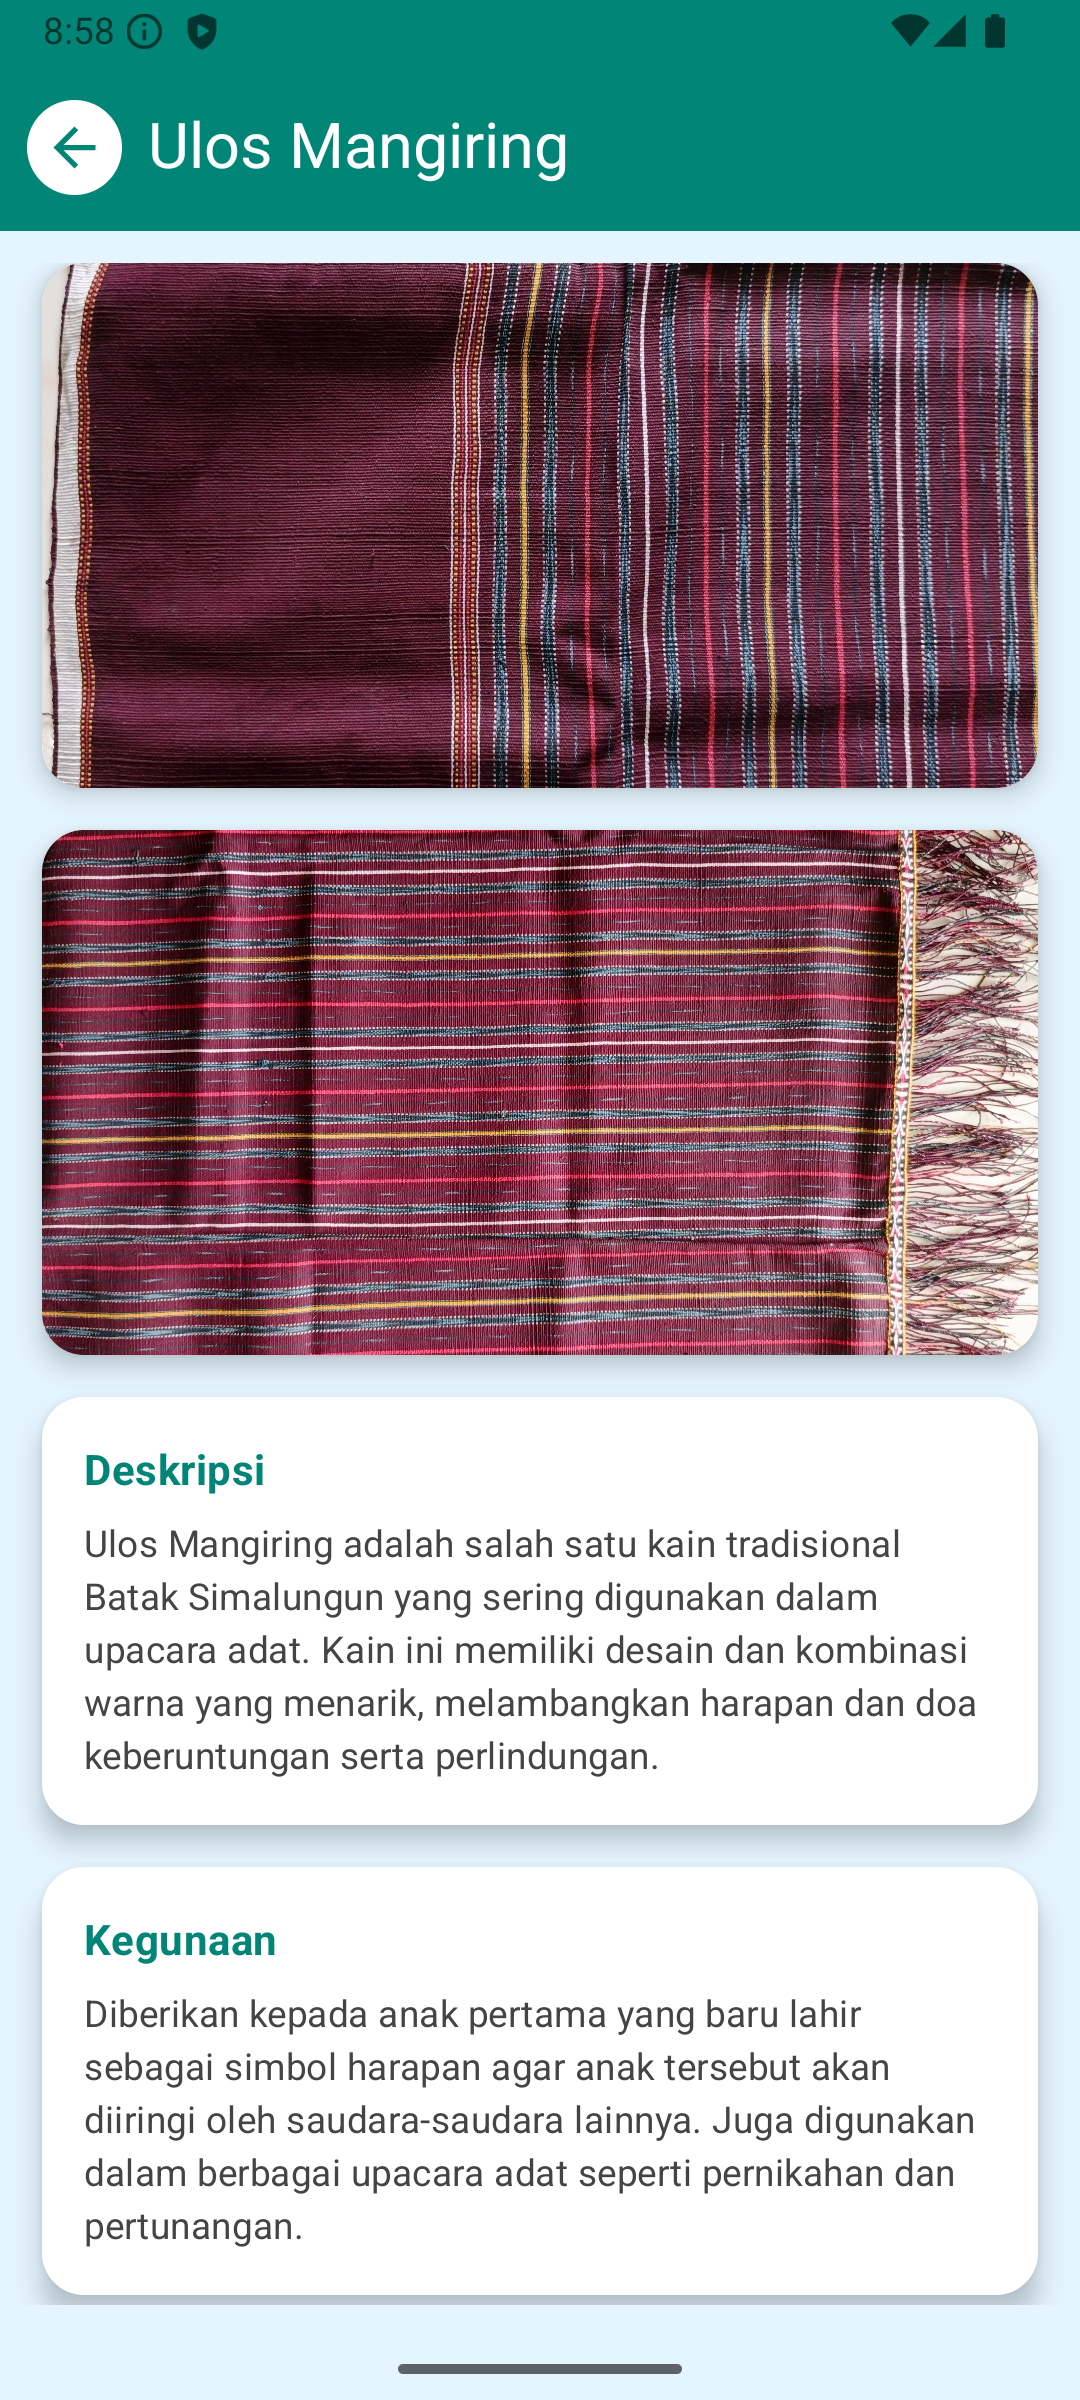 8:58
Ulos Mangiring
Deskripsi
Ulos Mangiring adalah salah satu kain tradisional
Batak Simalungun yang sering digunakan dalam
upacara adat. Kain ini memiliki desain dan kombinasi
warna yang menarik, melambangkan harapan dan doa
keberuntungan serta perlindungan.
Kegunaan
Diberikan kepada anak pertama yang baru lahir
sebagai simbol harapan agar anak tersebut akan
diiringi oleh saudara-saudara lainnya. Juga digunakan
dalam berbagai upacara adat seperti pernikahan dan
pertunangan.